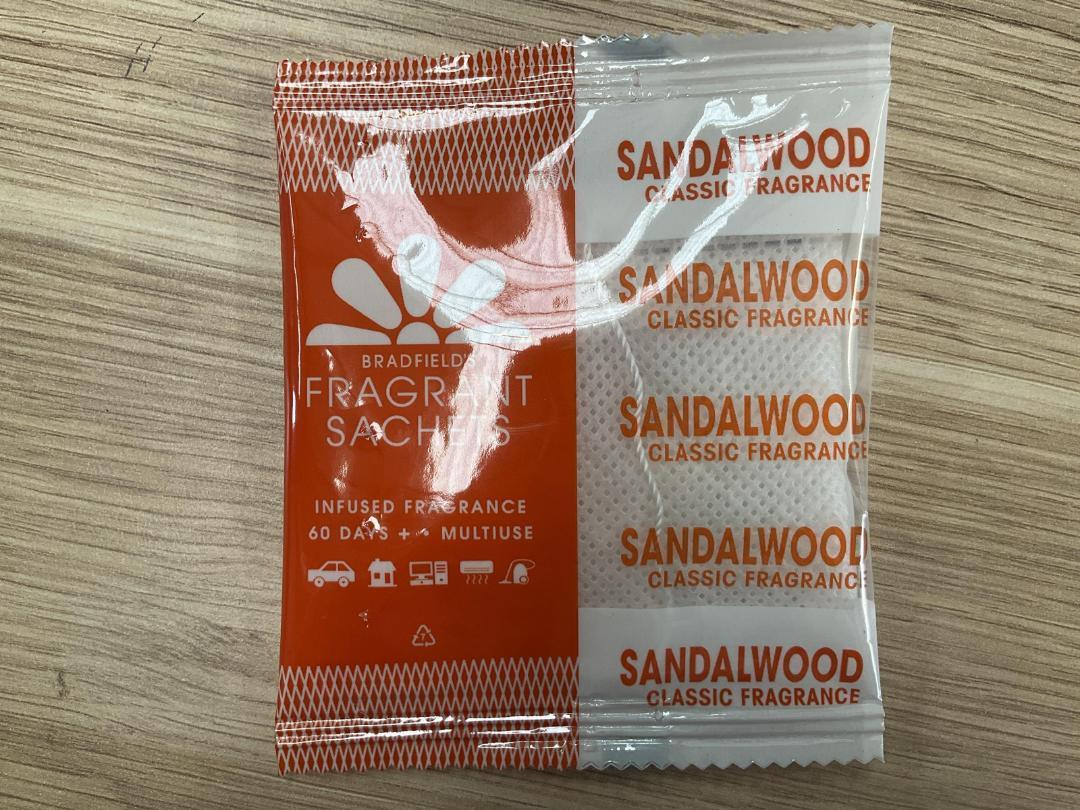 BRADFIELD'S
FRAGRANT
SACHETS
INFUSED FRAGRANCE
60 DAYS + • MULTIUSE
7
SANDALWOOD
CLASSIC FRAGRANCE
SANDALWOOD
CLASSIC FRAGRANCE
SANDALWOOD
CLASSIC FRAGRANCE
SANDALWOOD
CLASSIC FRAGRANCE
SANDALWOOD
CLASSIC FRAGRANCE